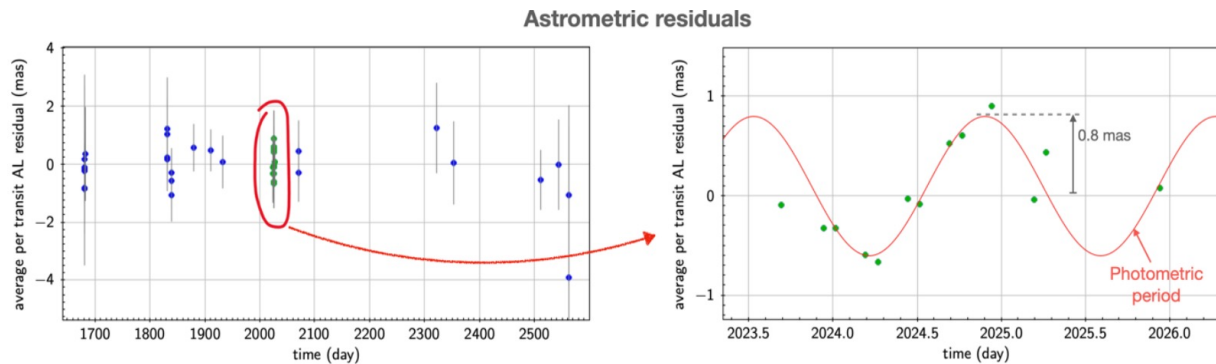 Astrometric residuals
average per transit AL residual (mas)
4
2
0
−2
−4
1700 1800 1900 2000 2100 2200 2300 2400 2500
time (day)
average per transit AL residual (mas)
1
0
−1
0.8 mas
Photometric
period
2023.5 2024.0 2024.5 2025.0 2025.5 2026.0
time (day)